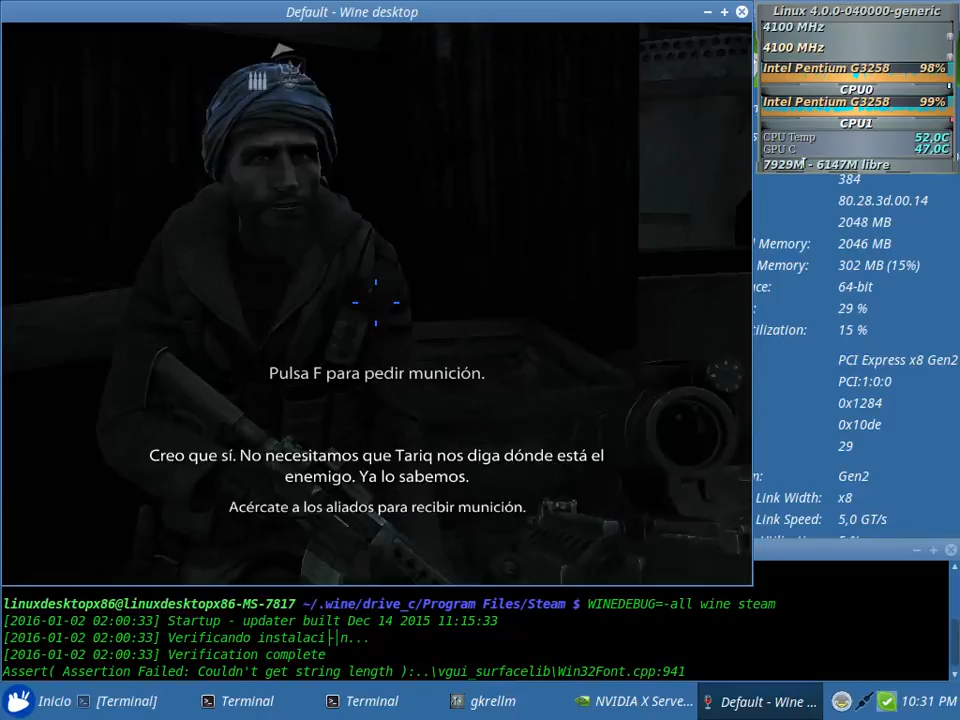 Default - Wine desktop
Linux 4.0.0-040000-generic
4100 MHz
4100 MHz
Intel Pentium G3258 98%
CPU0
Intel Pentium G3258 99%
CPU1
CPU Temp 52.0C
GPU C 47.0C
7929M - 6147M libre
384
80.28.3d.00.14
2048 MB
Memory: 2046 MB
Memory: 302 MB (15%)
ce: 64-bit
: 29 %
ilization: 15 %
PCI Express x8 Gen2
PCI:1:0:0
0x1284
0x10de
29
n: Gen2
Link Width: x8
Link Speed: 5,0 GT/s
Pulsa F para pedir munición.
Creo que sí. No necesitamos que Tariq nos diga dónde está el
enemigo. Ya lo sabemos.
Acércate a los aliados para recibir munición.
linuxdesktopx86@linuxdesktopx86-MS-7817 ~/.wine/drive_c/Program Files/Steam $ WINEDEBUG=-all wine steam
[2016-01-02 02:00:33] Startup - updater built Dec 14 2015 11:15:33
[2016-01-02 02:00:33] Verificando instalaci├│n...
[2016-01-02 02:00:33] Verification complete
Assert( Assertion Failed: Couldn't get string length ):..\vgui_surfacelib\Win32Font.cpp:941
Inicio
[Terminal]
Terminal
Terminal
gkrellm
NVIDIA X Serve...
Default - Wine ...
10:31 PM